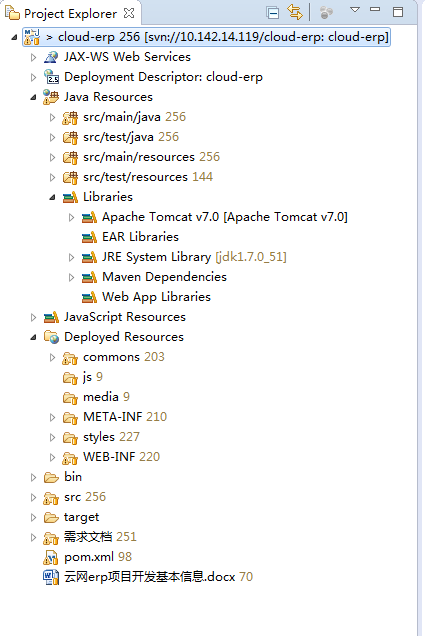 Project Explorer
> cloud-erp 256 [svn://10.142.14.119/cloud-erp: cloud-erp]
JAX-WS Web Services
Deployment Descriptor: cloud-erp
Java Resources
src/main/java 256
src/test/java 256
src/main/resources 256
src/test/resources 144
Libraries
Apache Tomcat v7.0 [Apache Tomcat v7.0]
EAR Libraries
JRE System Library [jdk1.7.0_51]
Maven Dependencies
Web App Libraries
JavaScript Resources
Deployed Resources
commons 203
js 9
media 9
META-INF 210
styles 227
WEB-INF 220
bin
src 256
target
需求文档 251
pom.xml 98
云网erp项目开发基本信息.docx 70